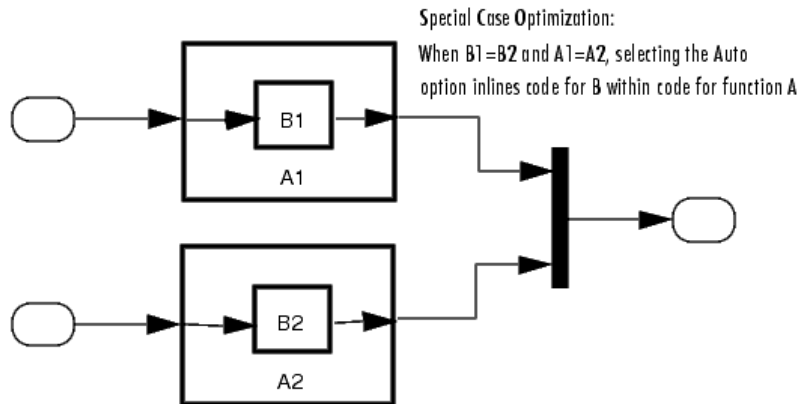 Special Case Optimization:
When B1=B2 and A1=A2, selecting the Auto
option inlines code for B within code for function A
B1
A1
B2
A2